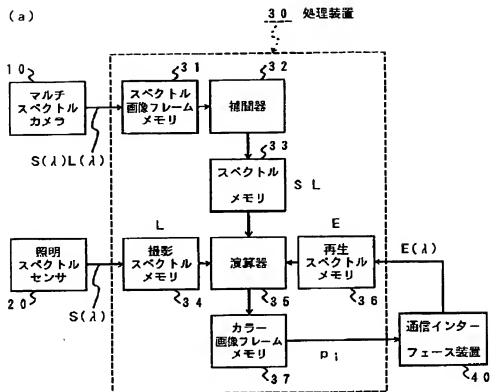 (a)
30 処理装置
10
マルチ
スペクトル
カメラ
S(λ)L(λ)
31
スペクトル
画像フレーム
メモリ
32
補間器
33
スペクトル
メモリ
S L
照明
スペクトル
センサ
20
S(λ)
L
撮影
スペクトル
メモリ
34
演算器
35
E
再生
スペクトル
メモリ
36
E(λ)
カラー
画像フレーム
メモリ
37
Pi
通信インター
フェース装置
40